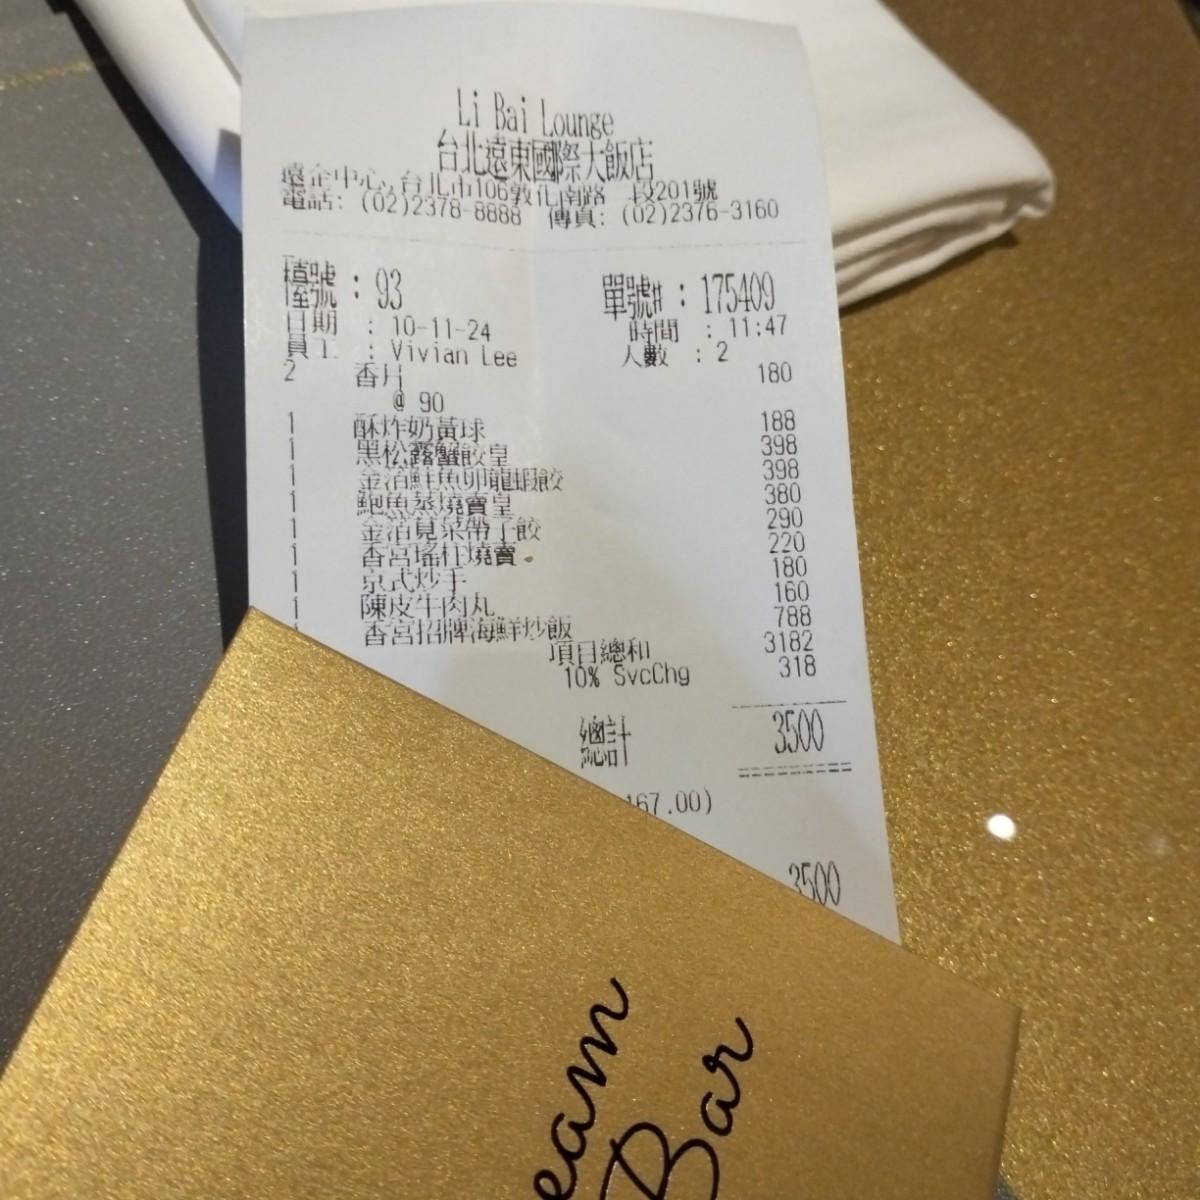 Li Bai Lounge
台北遠東國際大飯店
遠企中心,台北市106敦化南路二段201號
電話: (02)2378-8888 傳真: (02)2376-3160
檯號 : 93 單號# : 175409
日期 : 10-11-24 時間 : 11:47
員工 : Vivian Lee 人數 : 2
2 香片 180
@ 90
1 酥炸奶黃球 188
1 黑松露蟹餃皇 398
1 金箔鮮魚卵龍蝦餃 398
1 鮑魚蒸燒賣皇 380
1 金箔莧菜帶子餃 290
1 香宮瑤柱燒賣 220
1 京式炒手 180
1 陳皮牛肉丸 160
1 香宮招牌海鮮炒飯 788
項目總和 3182
10% SvcChg 318
總計 3500
167.00)
3500
eam
Bar